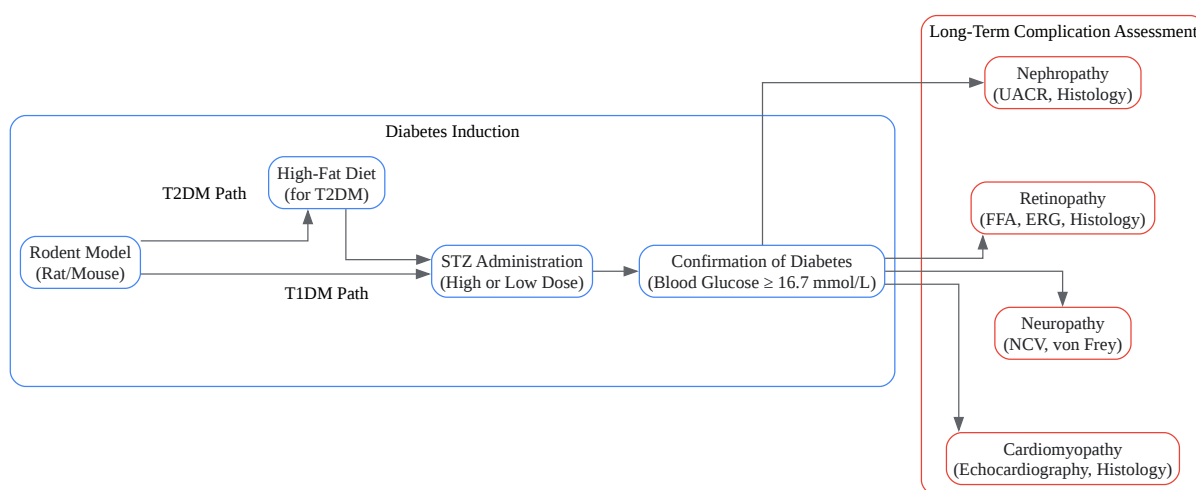 Long-Term Complication Assessment
Nephropathy
(UACR, Histology)
Diabetes Induction
High-Fat Diet
(for T2DM)
T2DM Path
Retinopathy
(FFA, ERG, Histology)
Rodent Model
(Rat/Mouse)
STZ Administration
(High or Low Dose)
Confirmation of Diabetes
(Blood Glucose ≥ 16.7 mmol/L)
T1DM Path
Neuropathy
(NCV, von Frey)
Cardiomyopathy
(Echocardiography, Histology)